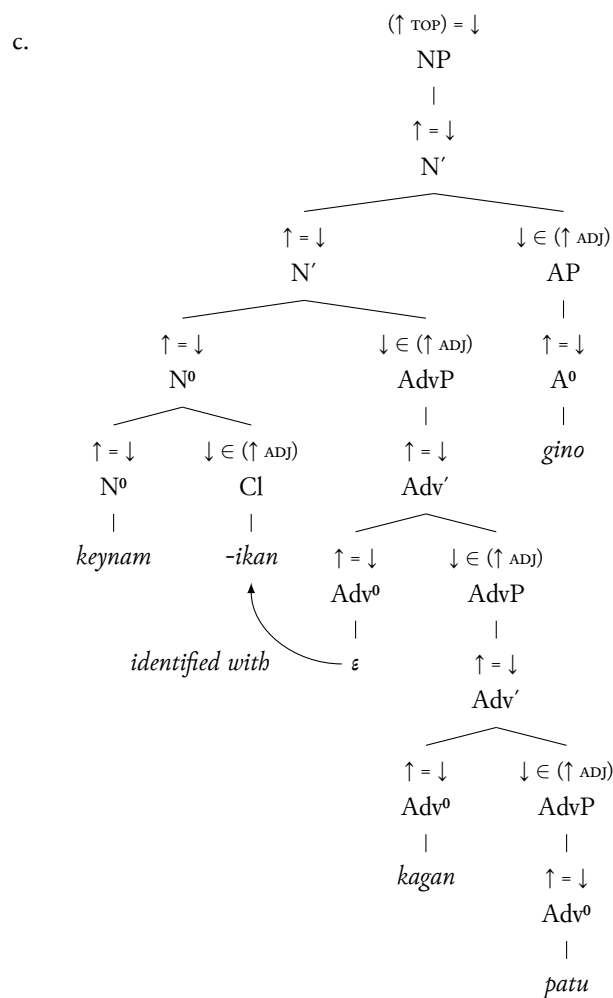 c.
(↑ TOP) = ↓
NP
↑ = ↓
N′
↑ = ↓ ↓ ∈ (↑ ADJ)
N′ AP
↑ = ↓ ↓ ∈ (↑ ADJ) ↑ = ↓
N⁰ AdvP A⁰
gino
↑ = ↓ ↓ ∈ (↑ ADJ) ↑ = ↓
N⁰ Cl Adv′
keynam -ikan ↑ = ↓ ↓ ∈ (↑ ADJ)
Adv⁰ AdvP
identified with ε ↑ = ↓
Adv′
↑ = ↓ ↓ ∈ (↑ ADJ)
Adv⁰ AdvP
kagan ↑ = ↓
Adv⁰
patu